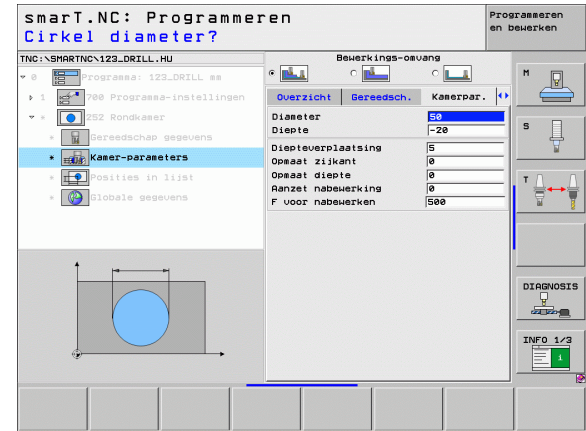 smarT.NC: Programmeren
Cirkel diameter?
Programmeren
en bewerken
TNC:\SMARTNC\123_DRILL.HU
0 Programma: 123_DRILL mm
1 700 Programma-instellingen
252 Rondkamer
Gereedschap gegevens
Kamer-parameters
Posities in lijst
Globale gegevens
Bewerkings-omvang
Overzicht Gereedsch. Kamerpar.
Diameter 50
Diepte -20
Diepteverplaatsing 5
Opmaat zijkant 0
Opmaat diepte 0
Aanzet nabewerking 0
F voor nabewerken 500
M
S
T
DIAGNOSIS
INFO 1/3
i